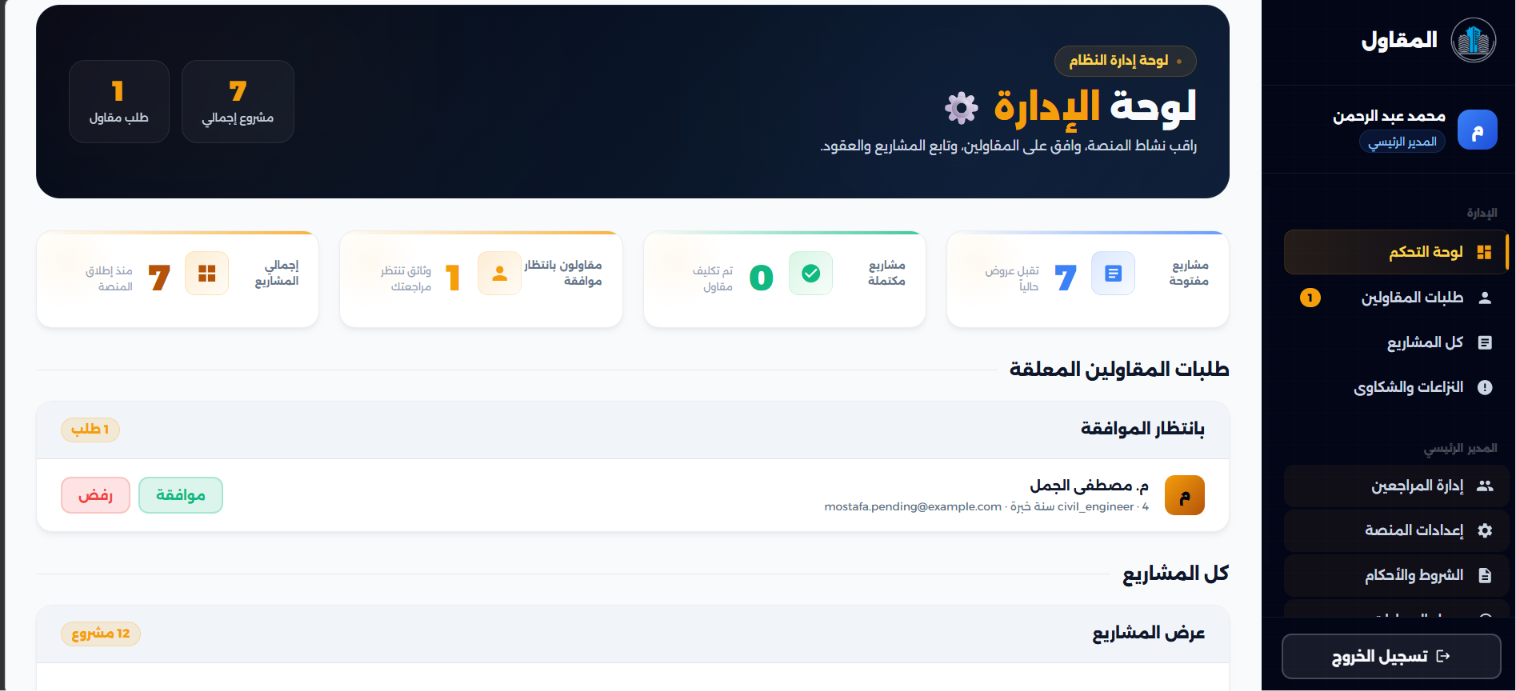 المقاول
محمد عبد الرحمن
م
المدير الرئيسي
الإدارة
لوحة التحكم
طلبات المقاولين
1
كل المشاريع
النزاعات والشكاوى
المدير الرئيسي
إدارة المراجعين
إعدادات المنصة
الشروط والأحكام
تسجيل الخروج
لوحة إدارة النظام
لوحة الإدارة
راقب نشاط المنصة، وافق على المقاولين، وتابع المشاريع والعقود.
7
مشروع إجمالي
1
طلب مقاول
مشاريع مفتوحة
7
تقبل عروض حالياً
مشاريع مكتملة
0
تم تكليف مقاول
مقاولون بانتظار موافقة
1
وثائق تنتظر مراجعتك
إجمالي المشاريع
7
منذ إطلاق المنصة
طلبات المقاولين المعلقة
بانتظار الموافقة
1 طلب
م
م. مصطفى الجمل
civil_engineer · 4 سنة خبرة · mostafa.pending@example.com
موافقة
رفض
كل المشاريع
عرض المشاريع
12 مشروع